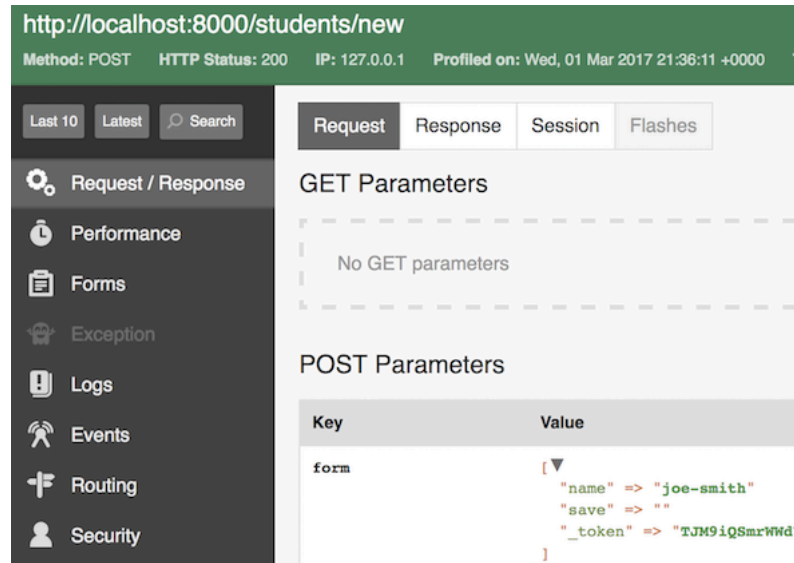 http://localhost:8000/students/new
Method: POST HTTP Status: 200 IP: 127.0.0.1 Profiled on: Wed, 01 Mar 2017 21:36:11 +0000
Last 10 Latest Search
Request Response Session Flashes
Request / Response
Performance
Forms
Exception
Logs
Events
Routing
Security
GET Parameters
No GET parameters
POST Parameters
Key Value
form [
"name" => "joe-smith"
"save" => ""
"_token" => "TJM9iQSmrWWd
]